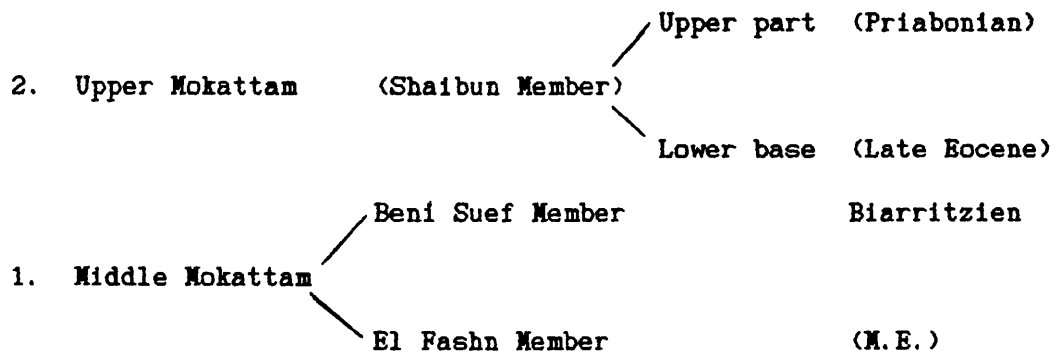 Upper part (Priabonian)
2. Upper Mokattam (Shaibun Member)
Lower base (Late Eocene)
Beni Suef Member Biarritzien
1. Middle Mokattam
El Fashn Member (M.E.)